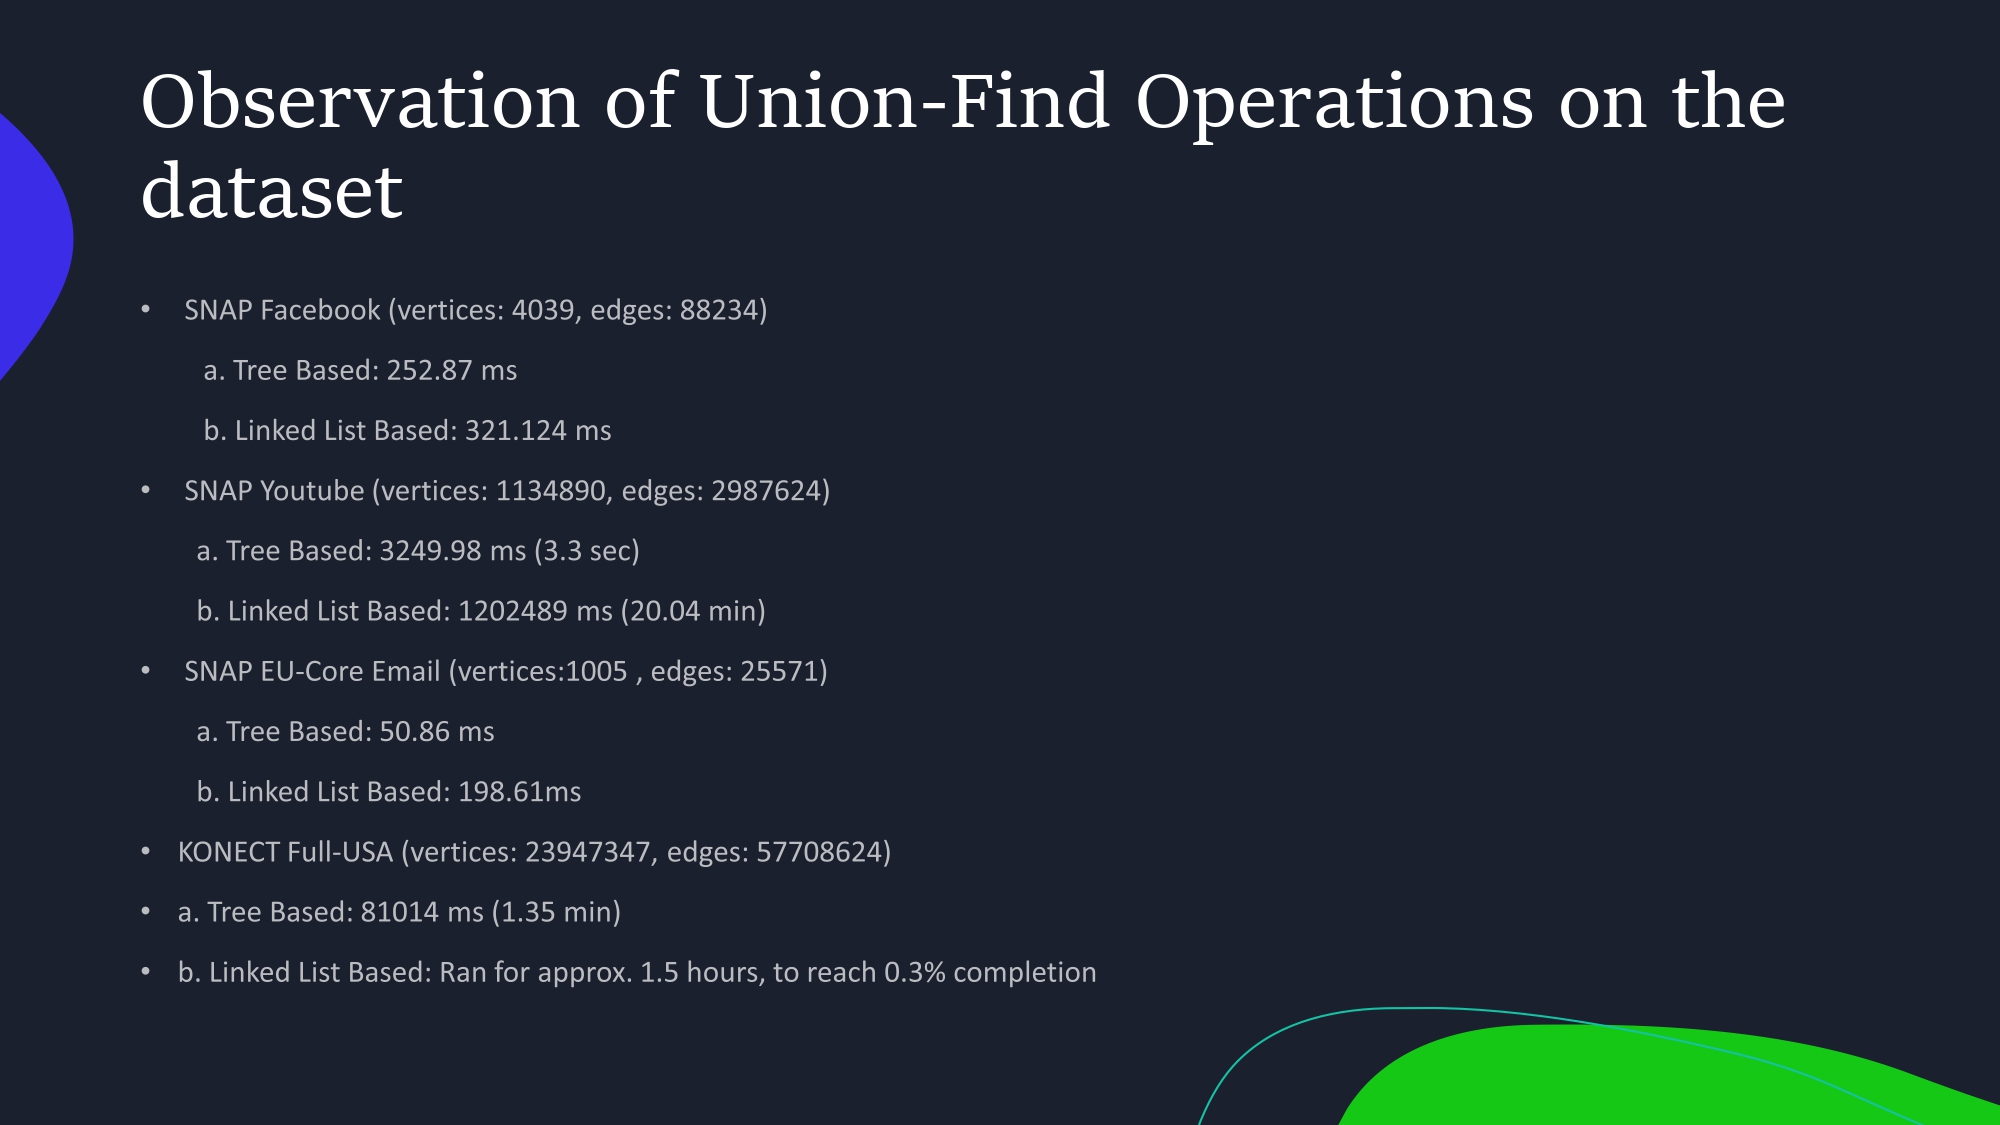 Observation of Union-Find Operations on the
dataset
• SNAP Facebook (vertices: 4039, edges: 88234)
a. Tree Based: 252.87 ms
b. Linked List Based: 321.124 ms
• SNAP Youtube (vertices: 1134890, edges: 2987624)
a. Tree Based: 3249.98 ms (3.3 sec)
b. Linked List Based: 1202489 ms (20.04 min)
• SNAP EU-Core Email (vertices:1005 , edges: 25571)
a. Tree Based: 50.86 ms
b. Linked List Based: 198.61ms
• KONECT Full-USA (vertices: 23947347, edges: 57708624)
• a. Tree Based: 81014 ms (1.35 min)
• b. Linked List Based: Ran for approx. 1.5 hours, to reach 0.3% completion